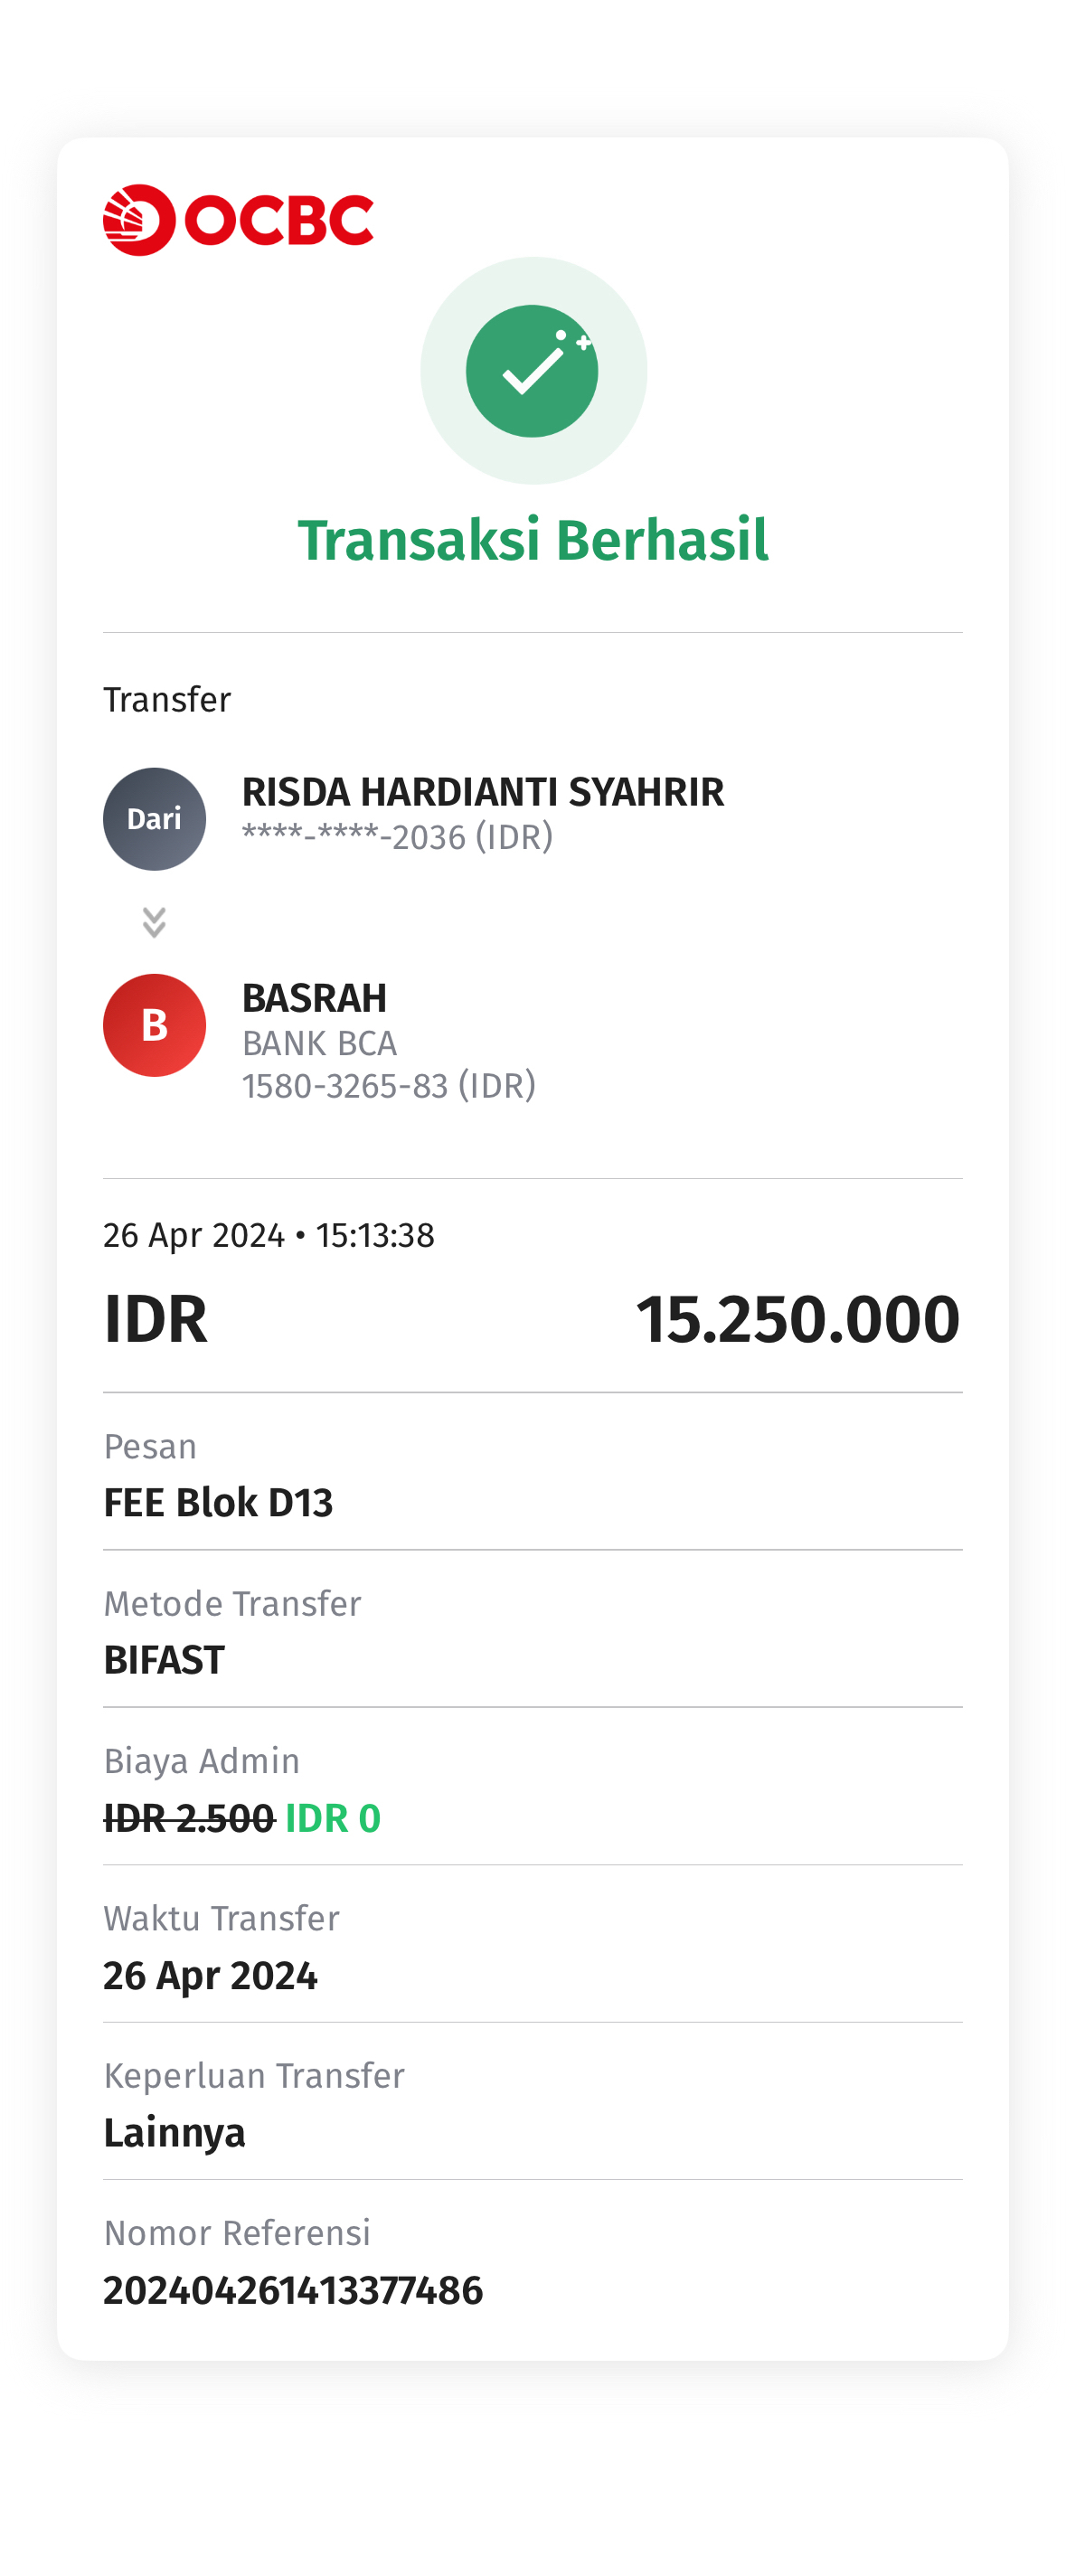 OCBC
Transaksi Berhasil
Transfer
Dari
RISDA HARDIANTI SYAHRIR
****-****-2036 (IDR)
B
BASRAH
BANK BCA
1580-3265-83 (IDR)
26 Apr 2024 • 15:13:38
IDR 15.250.000
Pesan
FEE Blok D13
Metode Transfer
BIFAST
Biaya Admin
IDR 2.500 IDR 0
Waktu Transfer
26 Apr 2024
Keperluan Transfer
Lainnya
Nomor Referensi
202404261413377486